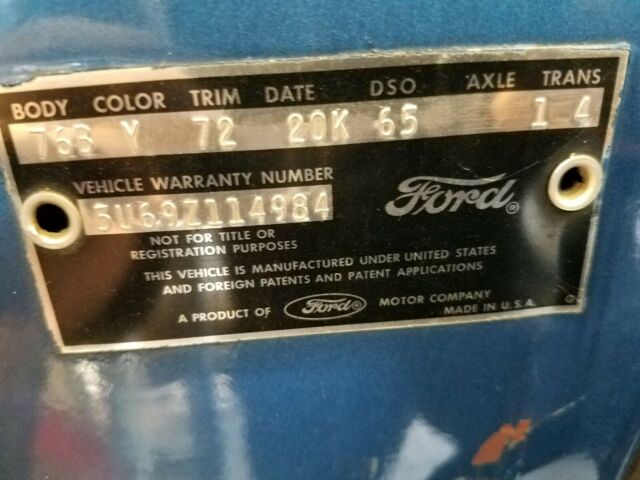 BODY COLOR TRIM DATE DSO AXLE TRANS
76B Y 72 20K 65 1 4
VEHICLE WARRANTY NUMBER
5U69Z114984
Ford®
NOT FOR TITLE OR
REGISTRATION PURPOSES
THIS VEHICLE IS MANUFACTURED UNDER UNITED STATES
AND FOREIGN PATENTS AND PATENT APPLICATIONS
A PRODUCT OF Ford® MOTOR COMPANY
MADE IN U.S.A.